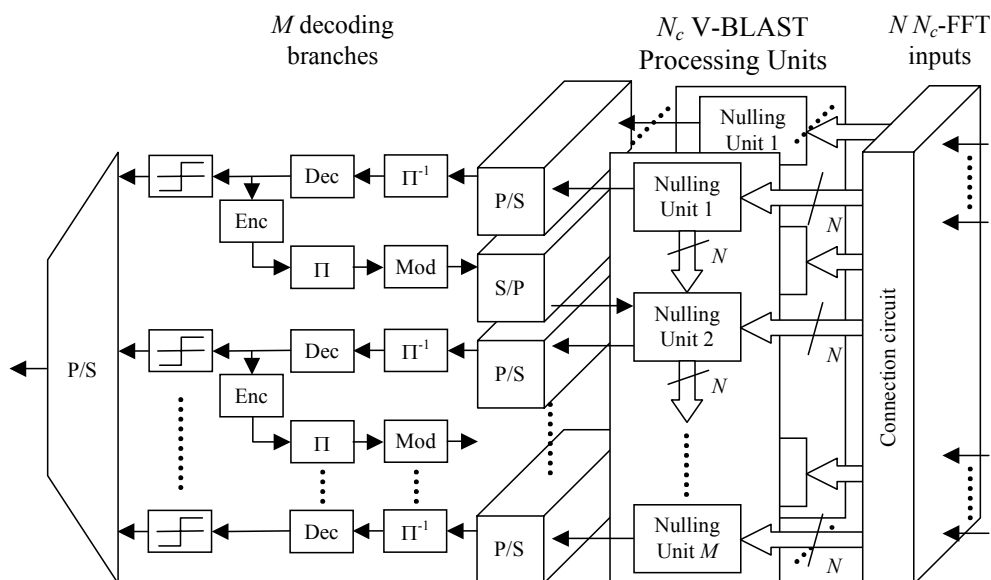 M decoding
branches
N_c V-BLAST
Processing Units
N N_c-FFT
inputs
Nulling
Unit 1
Dec
Π⁻¹
P/S
Nulling
Unit 1
N
Enc
N
Π
Mod
S/P
Nulling
Unit 2
P/S
Dec
Π⁻¹
P/S
N
Enc
N
Connection circuit
Π
Mod
Dec
Π⁻¹
P/S
Nulling
Unit M
N